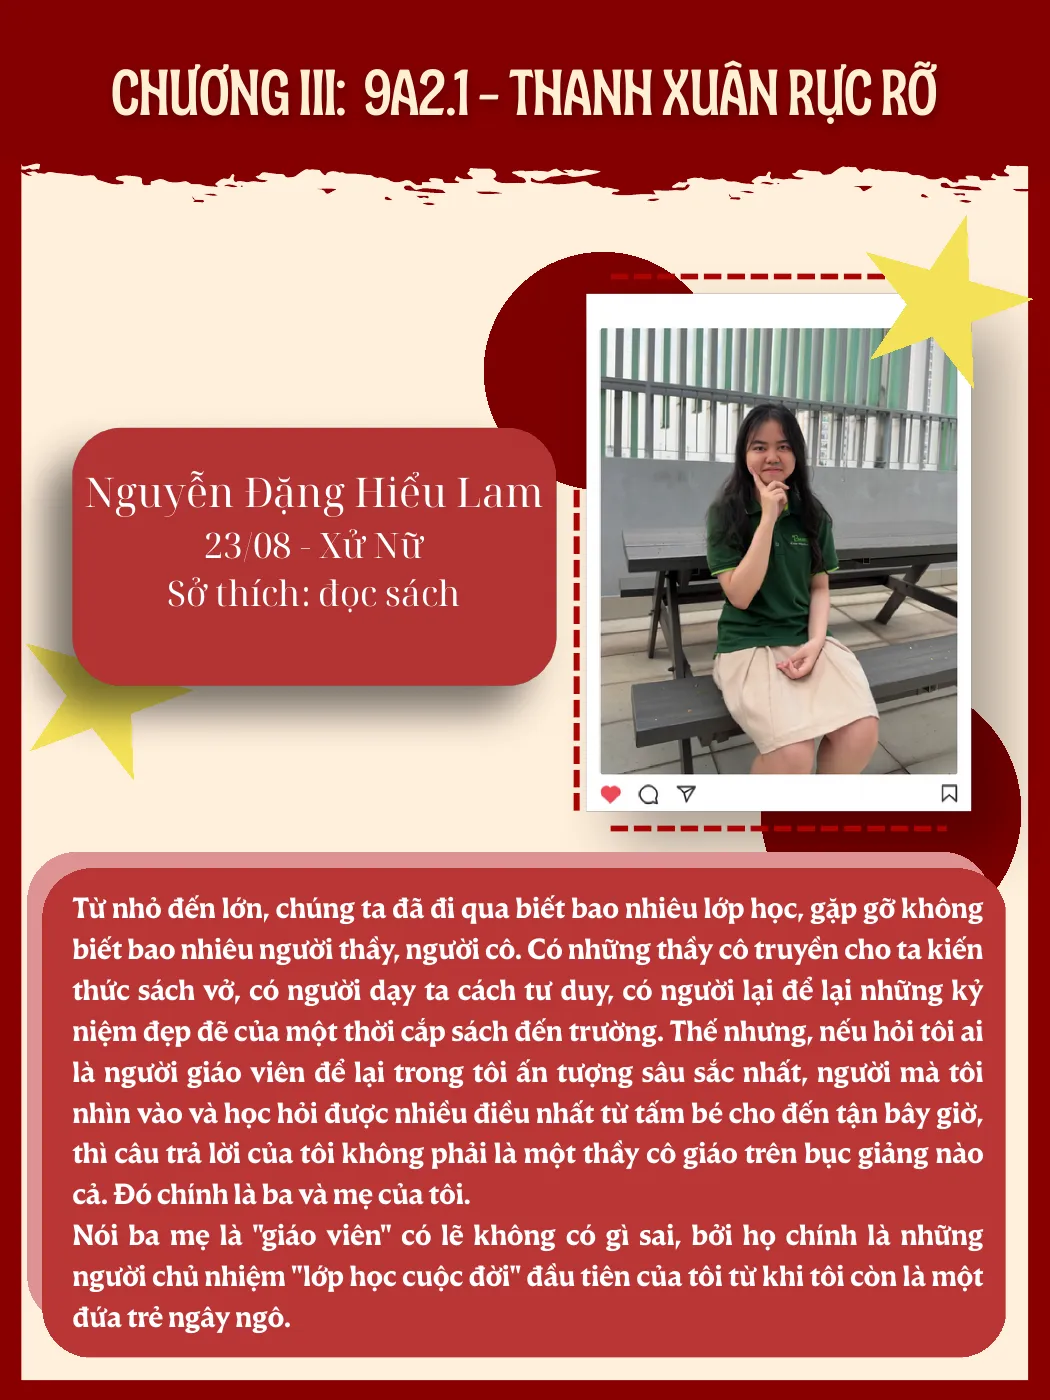 CHƯƠNG III: 9A2.1 - THANH XUÂN RỰC RỠ
Nguyễn Đặng Hiểu Lam
23/08 - Xử Nữ
Sở thích: đọc sách
Từ nhỏ đến lớn, chúng ta đã đi qua biết bao nhiêu lớp học, gặp gỡ không
biết bao nhiêu người thầy, người cô. Có những thầy cô truyền cho ta kiến
thức sách vở, có người dạy ta cách tư duy, có người lại để lại những kỷ
niệm đẹp đẽ của một thời cắp sách đến trường. Thế nhưng, nếu hỏi tôi ai
là người giáo viên để lại trong tôi ấn tượng sâu sắc nhất, người mà tôi
nhìn vào và học hỏi được nhiều điều nhất từ tấm bé cho đến tận bây giờ,
thì câu trả lời của tôi không phải là một thầy cô giáo trên bục giảng nào
cả. Đó chính là ba và mẹ của tôi.
Nói ba mẹ là "giáo viên" có lẽ không có gì sai, bởi họ chính là những
người chủ nhiệm "lớp học cuộc đời" đầu tiên của tôi từ khi tôi còn là một
đứa trẻ ngây ngô.